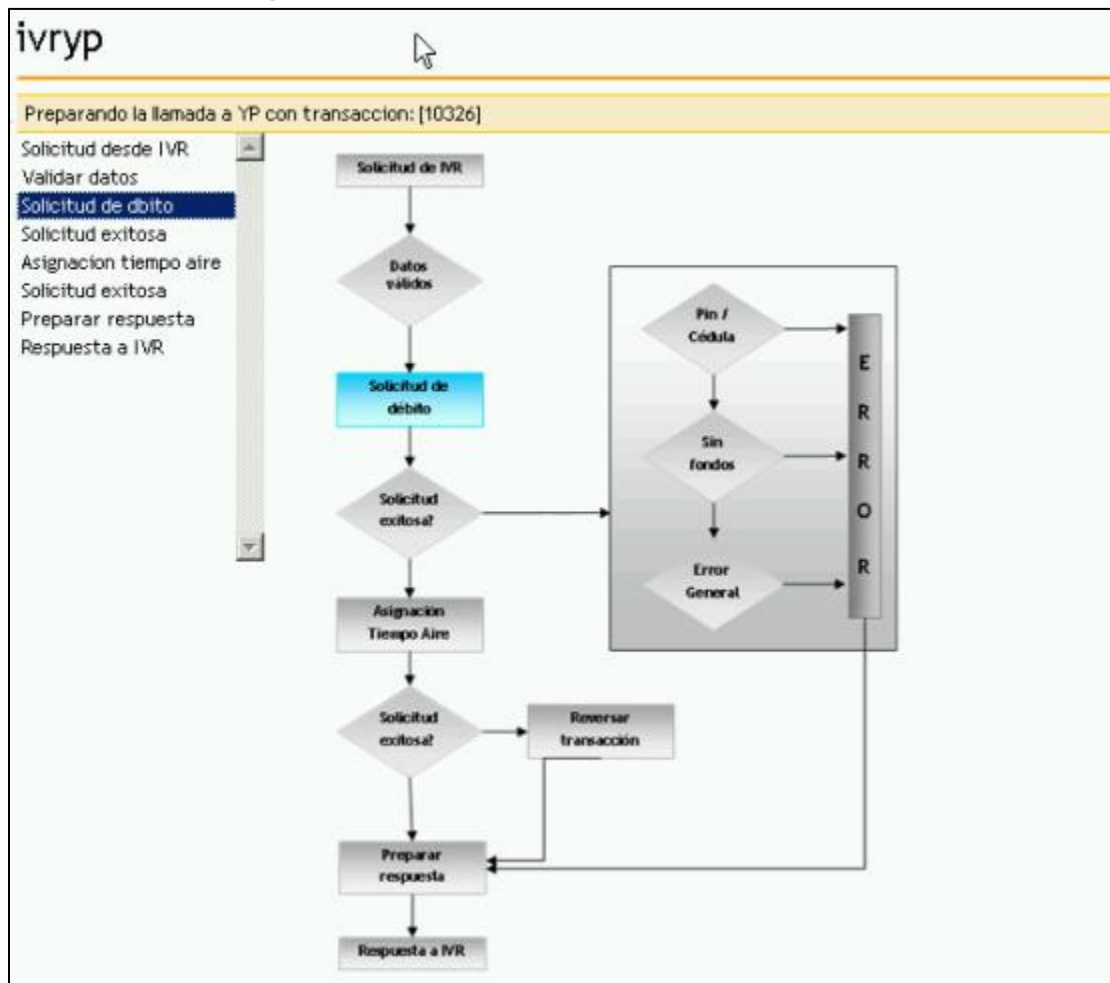 ivryp
Preparando la llamada a YP con transaccion: [10326]
Solicitud desde IVR
Validar datos
Solicitud de dbito
Solicitud exitosa
Asignacion tiempo aire
Solicitud exitosa
Preparar respuesta
Respuesta a IVR
Solicitud de IVR
Datos
válidos
Solicitud de
débito
Solicitud
exitosa?
Asignación
Tiempo Aire
Solicitud
exitosa?
Reversar
transacción
Preparar
respuesta
Respuesta a IVR
Pin /
Cédula
Sin
fondos
Error
General
E
R
R
O
R